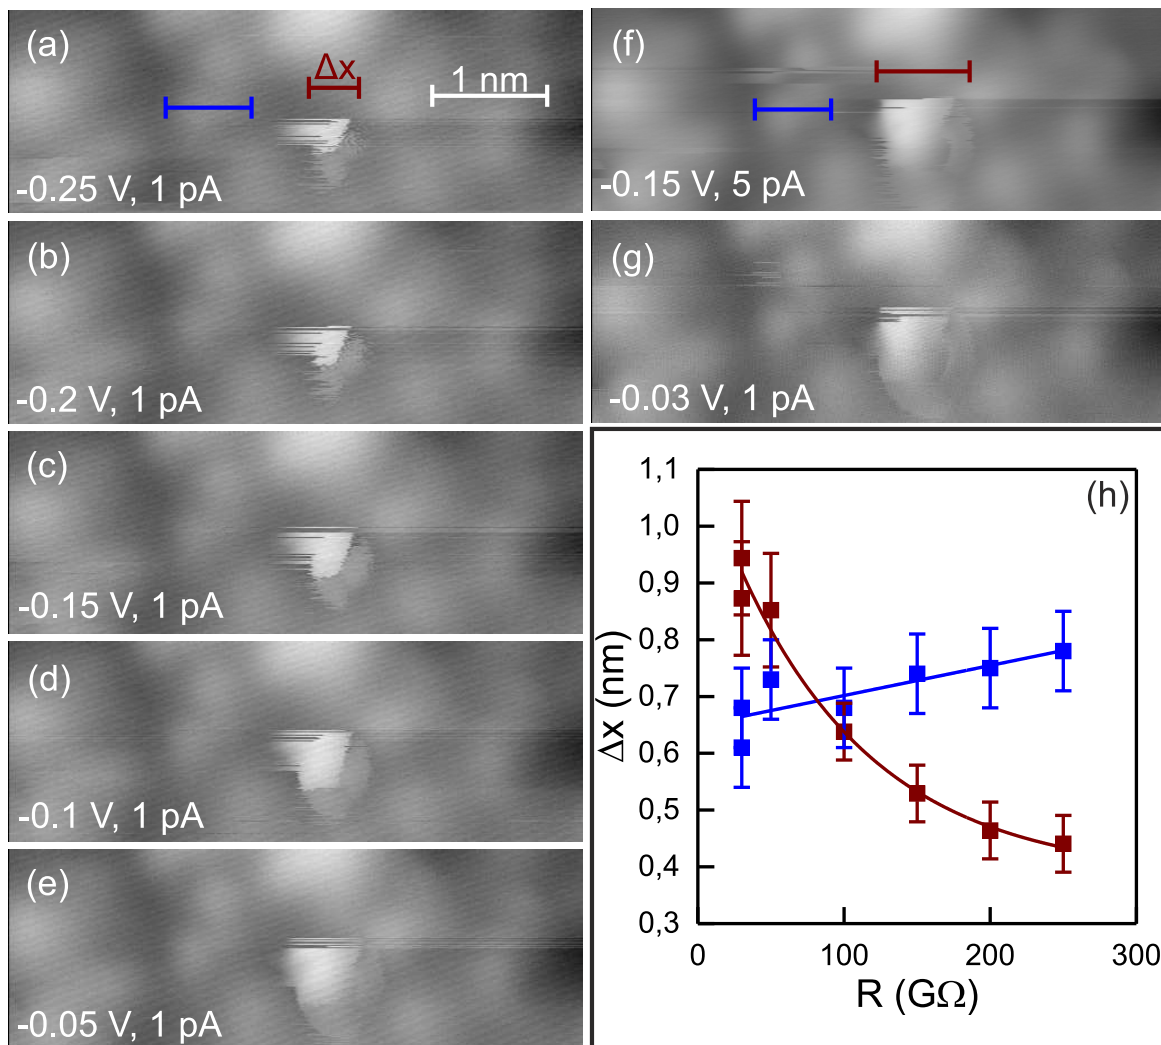 (a)
Δx
1 nm
-0.25 V, 1 pA
(b)
-0.2 V, 1 pA
(c)
-0.15 V, 1 pA
(d)
-0.1 V, 1 pA
(e)
-0.05 V, 1 pA
(f)
-0.15 V, 5 pA
(g)
-0.03 V, 1 pA
(h)
1,1
1,0
0,9
0,8
0,7
0,6
0,5
0,4
0,3
Δx (nm)
0 100 200 300
R (GΩ)